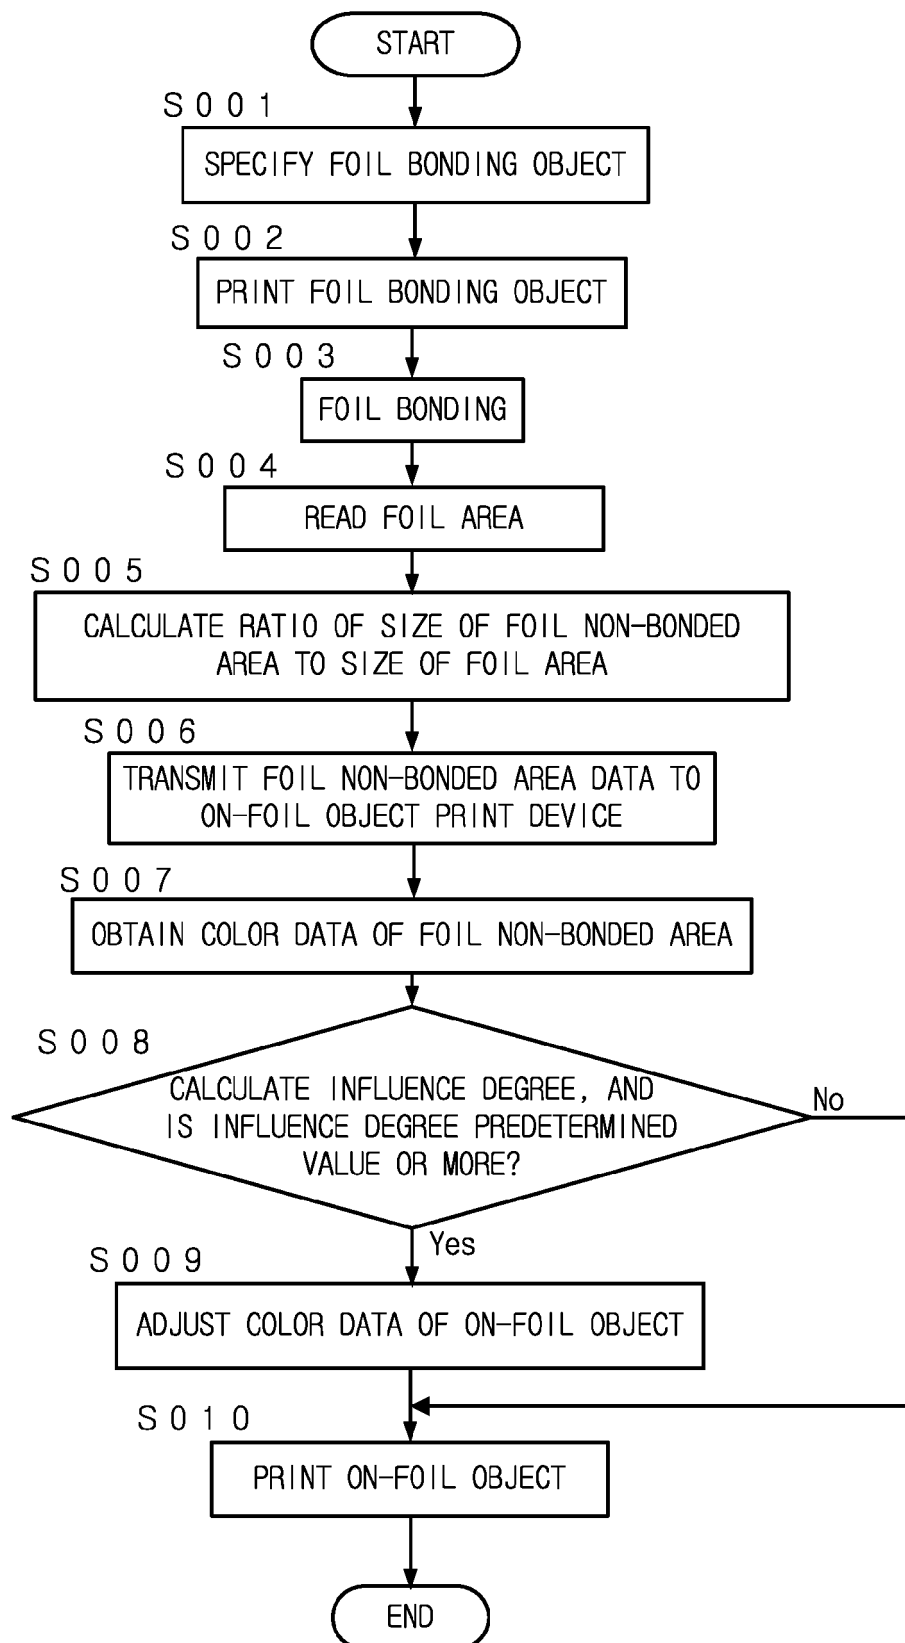 START
S001
SPECIFY FOIL BONDING OBJECT
S002
PRINT FOIL BONDING OBJECT
S003
FOIL BONDING
S004
READ FOIL AREA
S005
CALCULATE RATIO OF SIZE OF FOIL NON-BONDED
AREA TO SIZE OF FOIL AREA
S006
TRANSMIT FOIL NON-BONDED AREA DATA TO
ON-FOIL OBJECT PRINT DEVICE
S007
OBTAIN COLOR DATA OF FOIL NON-BONDED AREA
S008
CALCULATE INFLUENCE DEGREE, AND
IS INFLUENCE DEGREE PREDETERMINED
VALUE OR MORE?
No
Yes
S009
ADJUST COLOR DATA OF ON-FOIL OBJECT
S010
PRINT ON-FOIL OBJECT
END